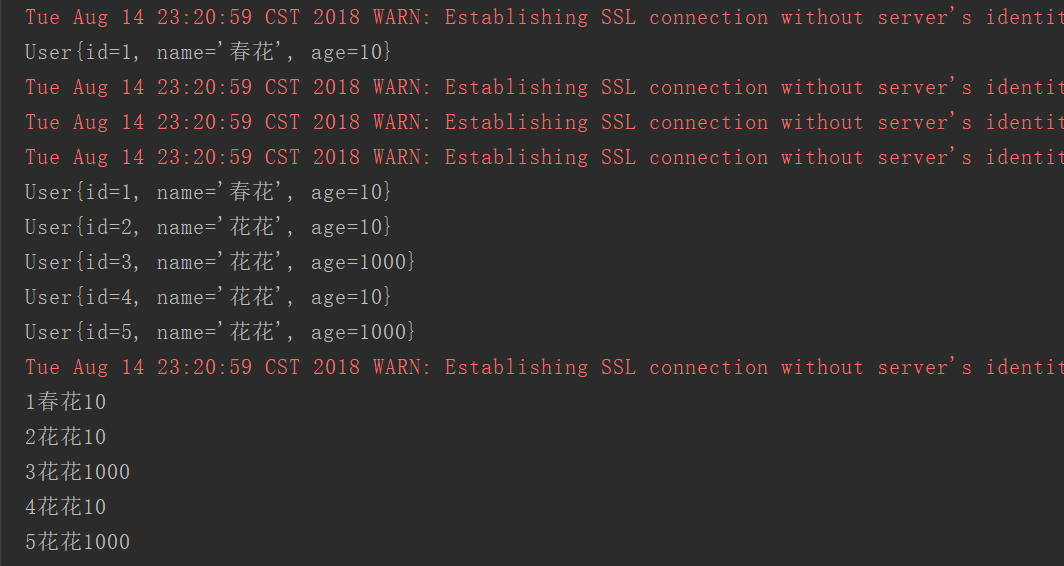 Tue Aug 14 23:20:59 CST 2018 WARN: Establishing SSL connection without server's identit
User{id=1, name='春花', age=10}
Tue Aug 14 23:20:59 CST 2018 WARN: Establishing SSL connection without server's identit
Tue Aug 14 23:20:59 CST 2018 WARN: Establishing SSL connection without server's identit
Tue Aug 14 23:20:59 CST 2018 WARN: Establishing SSL connection without server's identit
User{id=1, name='春花', age=10}
User{id=2, name='花花', age=10}
User{id=3, name='花花', age=1000}
User{id=4, name='花花', age=10}
User{id=5, name='花花', age=1000}
Tue Aug 14 23:20:59 CST 2018 WARN: Establishing SSL connection without server's identit
1春花10
2花花10
3花花1000
4花花10
5花花1000